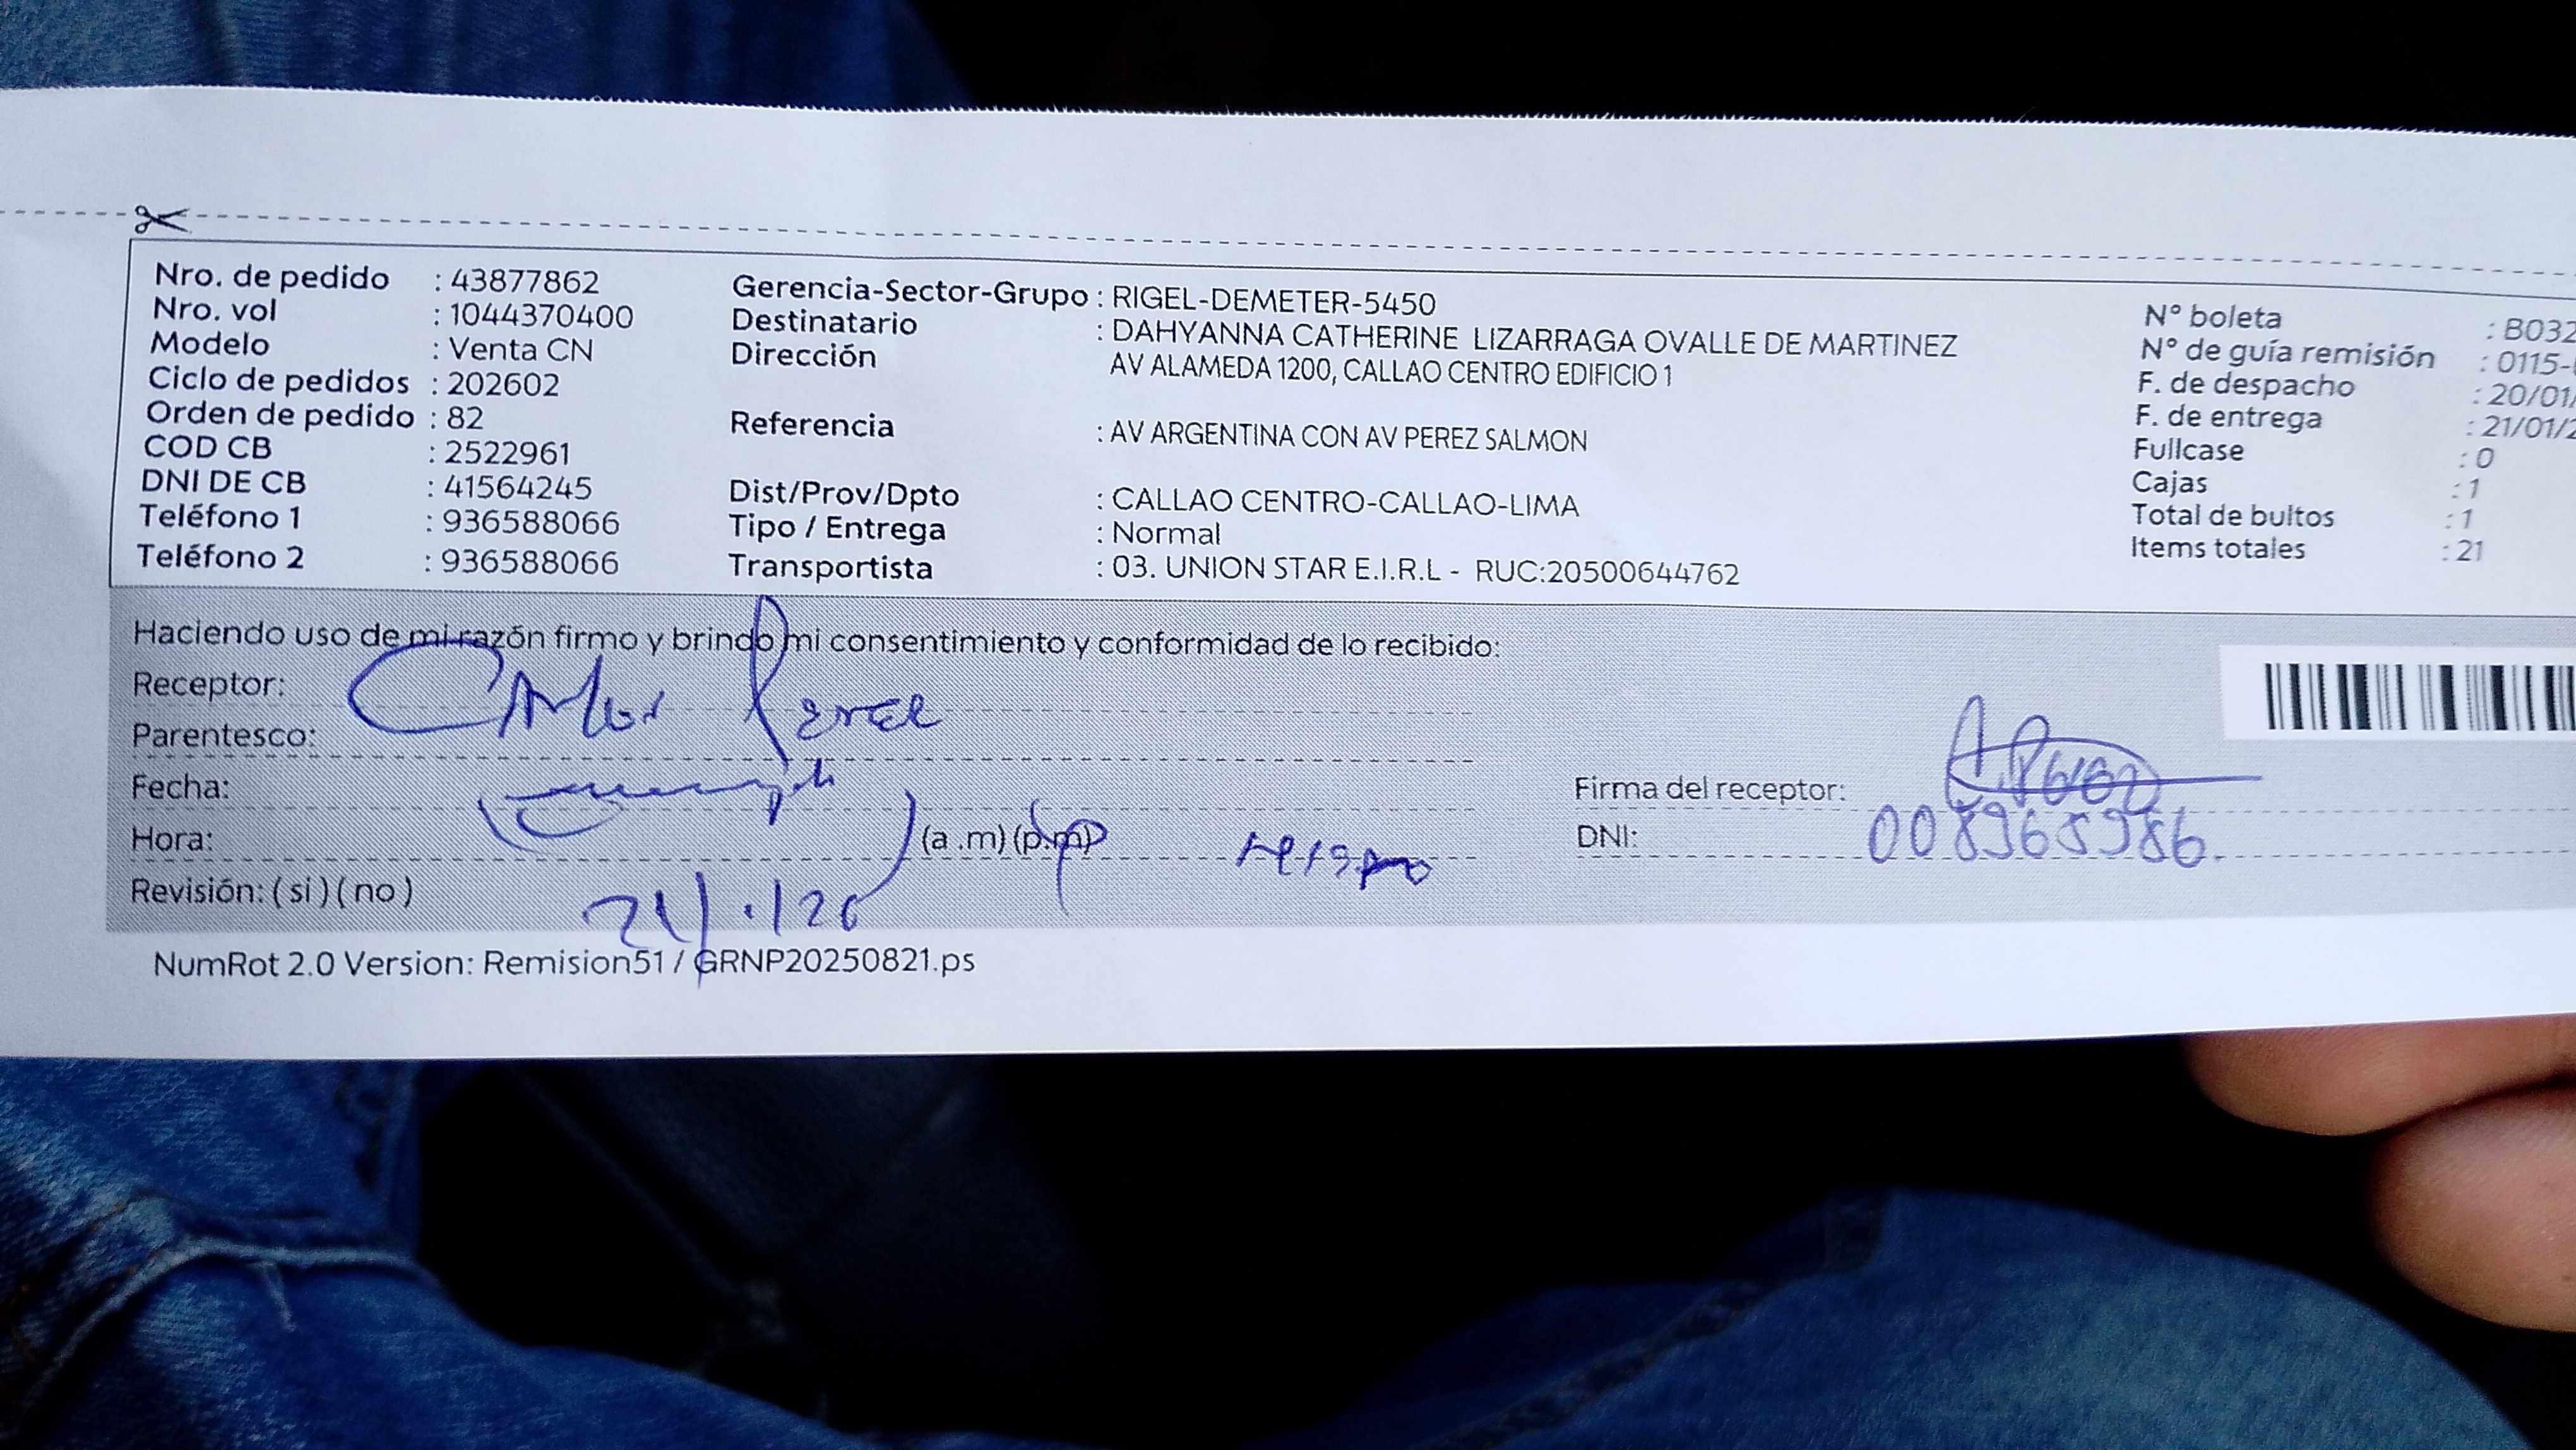 Nro. de pedido : 43877862
Nro. vol : 1044370400
Modelo : Venta CN
Ciclo de pedidos : 202602
Orden de pedido : 82
COD CB : 2522961
DNI DE CB : 41564245
Teléfono 1 : 936588066
Teléfono 2 : 936588066
Gerencia-Sector-Grupo : RIGEL-DEMETER-5450
Destinatario : DAHYANNA CATHERINE LIZARRAGA OVALLE DE MARTINEZ
Dirección AV ALAMEDA 1200, CALLAO CENTRO EDIFICIO 1
Referencia : AV ARGENTINA CON AV PEREZ SALMON
Dist/Prov/Dpto : CALLAO CENTRO-CALLAO-LIMA
Tipo / Entrega : Normal
Transportista : 03. UNION STAR E.I.R.L - RUC:20500644762
N° boleta : B032
N° de guía remisión : 0115-
F. de despacho : 20/01/
F. de entrega : 21/01/2
Fullcase : 0
Cajas : 1
Total de bultos : 1
Items totales : 21
Haciendo uso de mi razón firmo y brindo mi consentimiento y conformidad de lo recibido:
Receptor: Carlos
Parentesco:
Fecha:
Hora: (a .m) (p.m)
Revisión: ( si ) ( no )
Firma del receptor:
DNI: 008965986
NumRot 2.0 Version: Remision51 / GRNP20250821.ps